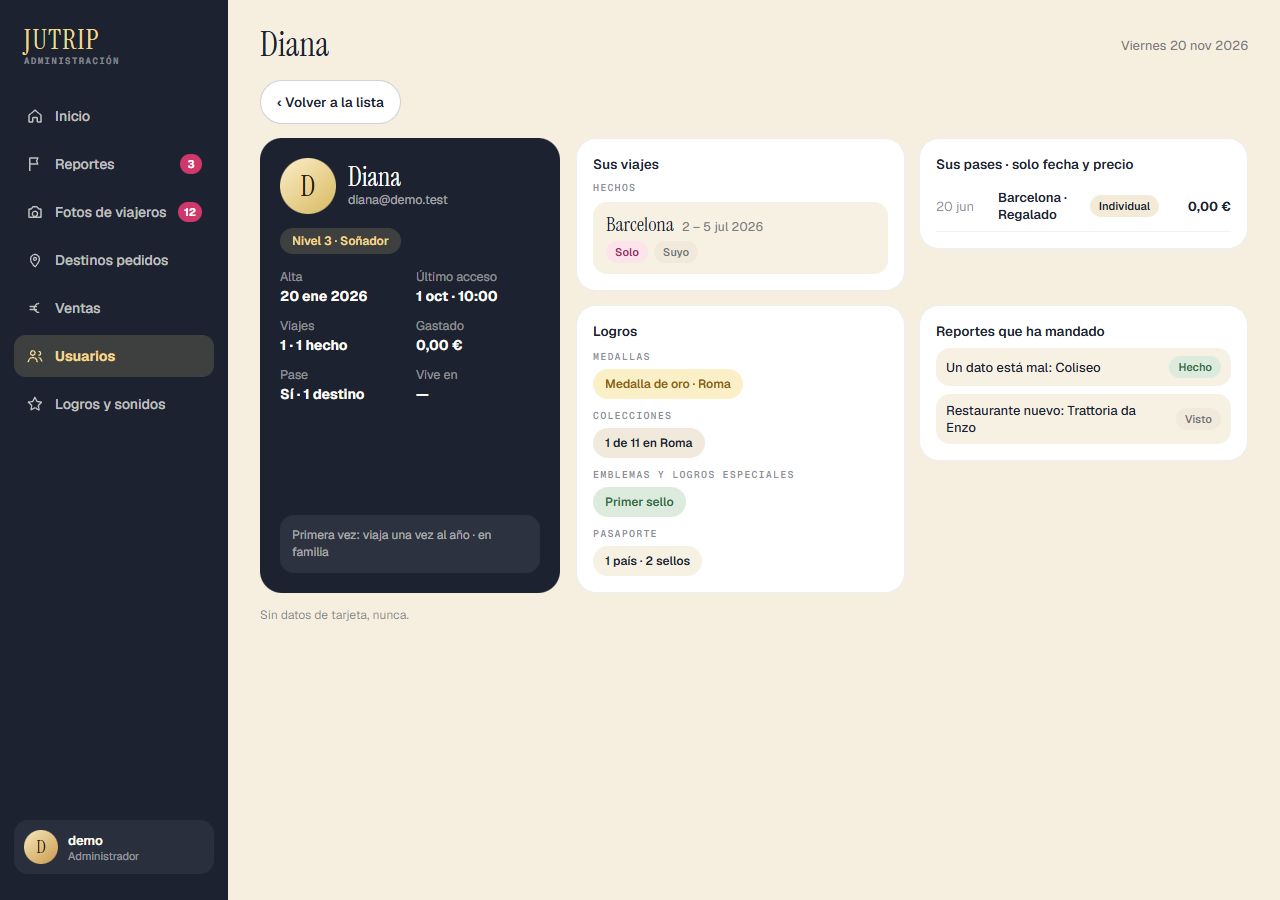 JUTRIP
ADMINISTRACIÓN
Inicio
Reportes 3
Fotos de viajeros 12
Destinos pedidos
Ventas
Usuarios
Logros y sonidos
D
demo
Administrador
Diana
Viernes 20 nov 2026
‹ Volver a la lista
D
Diana
diana@demo.test
Nivel 3 · Soñador
Alta
20 ene 2026
Último acceso
1 oct · 10:00
Viajes
1 · 1 hecho
Gastado
0,00 €
Pase
Sí · 1 destino
Vive en
—
Primera vez: viaja una vez al año · en
familia
Sus viajes
HECHOS
Barcelona 2 – 5 jul 2026
Solo Suyo
Sus pases · solo fecha y precio
20 jun
Barcelona ·
Regalado
Individual
0,00 €
Logros
MEDALLAS
Medalla de oro · Roma
COLECCIONES
1 de 11 en Roma
EMBLEMAS Y LOGROS ESPECIALES
Primer sello
PASAPORTE
1 país · 2 sellos
Reportes que ha mandado
Un dato está mal: Coliseo
Hecho
Restaurante nuevo: Trattoria da
Enzo
Visto
Sin datos de tarjeta, nunca.